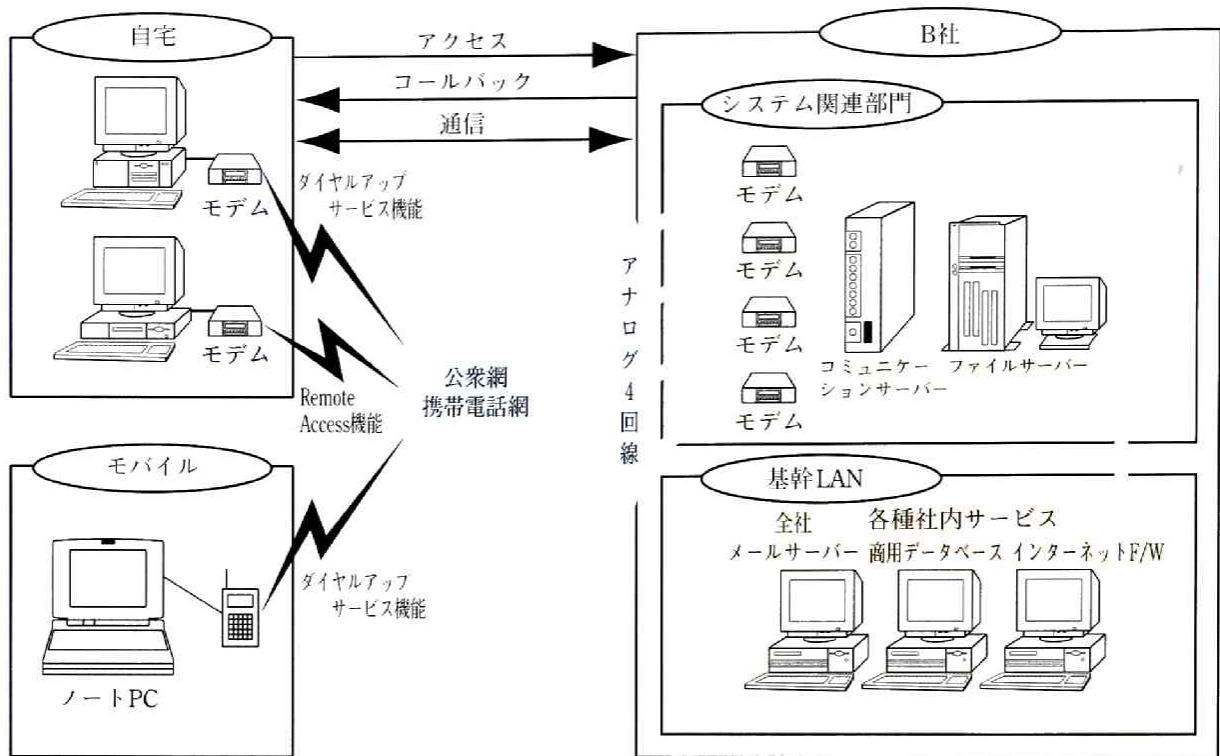 自宅
アクセス
コールバック
通信
モデム
ダイヤルアップ
サービス機能
モデム
Remote
Access機能
公衆網
携帯電話網
モバイル
ノートPC
ダイヤルアップ
サービス機能
アナログ4回線
B社
システム関連部門
モデム
モデム
モデム
モデム
コミュニケー
ションサーバー
ファイルサーバー
基幹LAN
全社
メールサーバー
各種社内サービス
商用データベース インターネットF/W